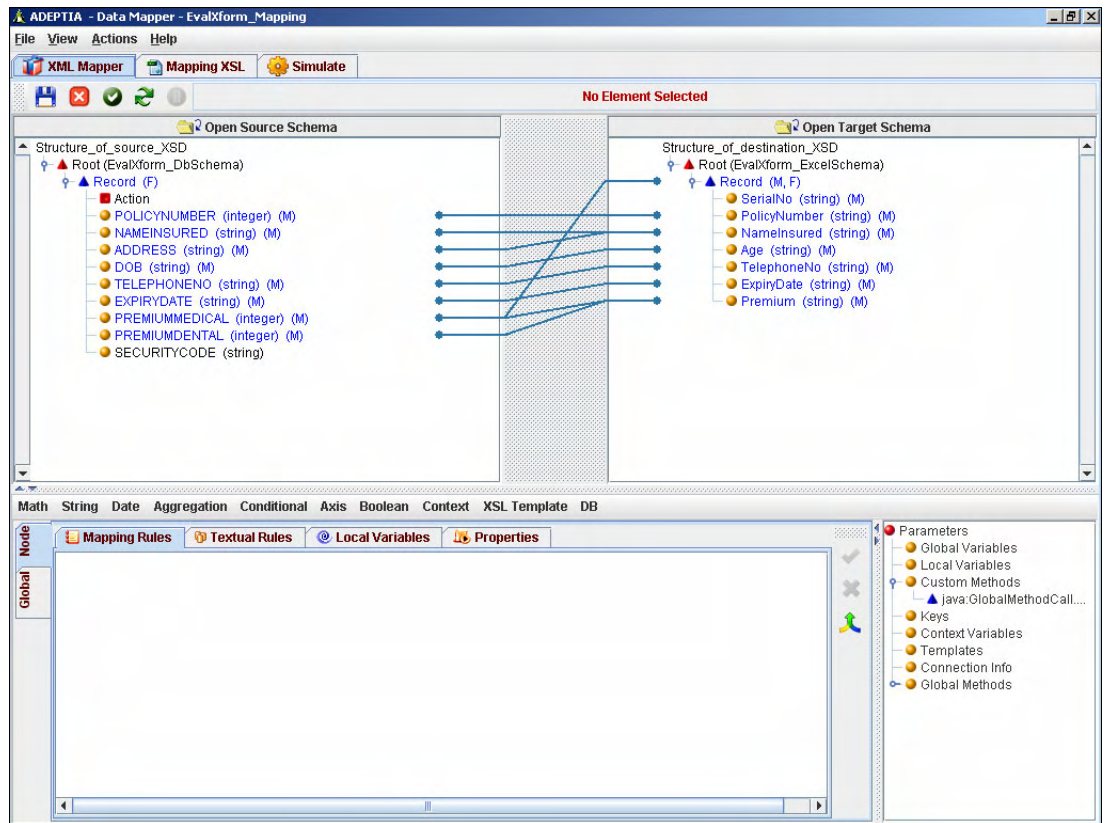 ADEPTIA - Data Mapper - EvalXform_Mapping
File View Actions Help
XML Mapper Mapping XSL Simulate
No Element Selected
Open Source Schema
Structure_of_source_XSD
Root (EvalXform_DbSchema)
Record (F)
Action
POLICYNUMBER (integer) (M)
NAMEINSURED (string) (M)
ADDRESS (string) (M)
DOB (string) (M)
TELEPHONENO (string) (M)
EXPIRYDATE (string) (M)
PREMIUMMEDICAL (integer) (M)
PREMIUMDENTAL (integer) (M)
SECURITYCODE (string)
Open Target Schema
Structure_of_destination_XSD
Root (EvalXform_ExcelSchema)
Record (M, F)
SerialNo (string) (M)
PolicyNumber (string) (M)
NameInsured (string) (M)
Age (string) (M)
TelephoneNo (string) (M)
ExpiryDate (string) (M)
Premium (string) (M)
Math String Date Aggregation Conditional Axis Boolean Context XSL Template DB
Node
Global
Mapping Rules Textual Rules Local Variables Properties
Parameters
Global Variables
Local Variables
Custom Methods
java:GlobalMethodCall....
Keys
Context Variables
Templates
Connection Info
Global Methods